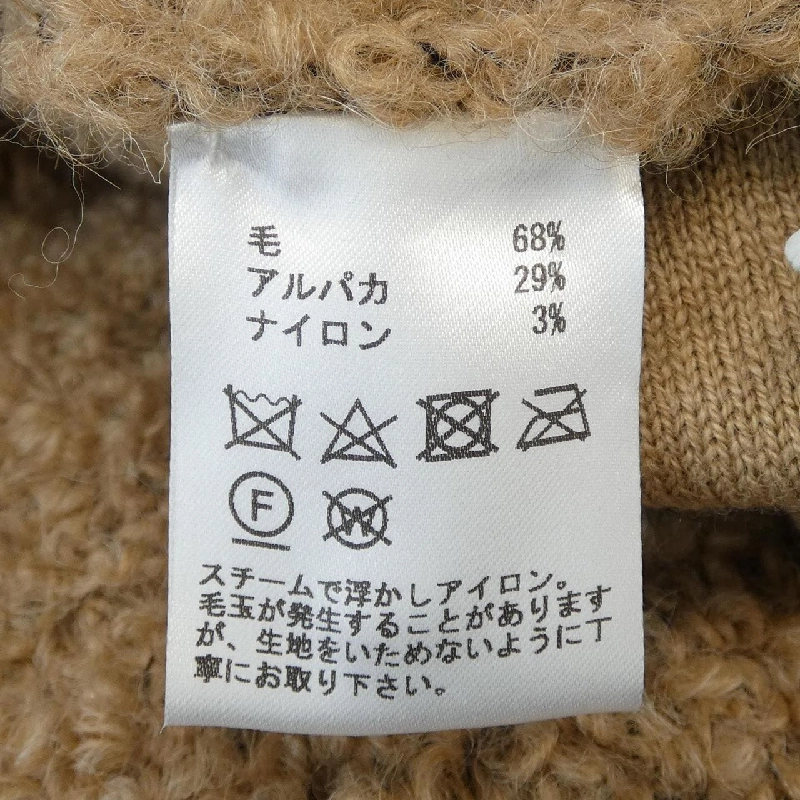 毛 68%
アルパカ 29%
ナイロン 3%
F
W
スチームで浮かしアイロン。
毛玉が発生することがあります
が、生地をいためないように丁
寧にお取り下さい。